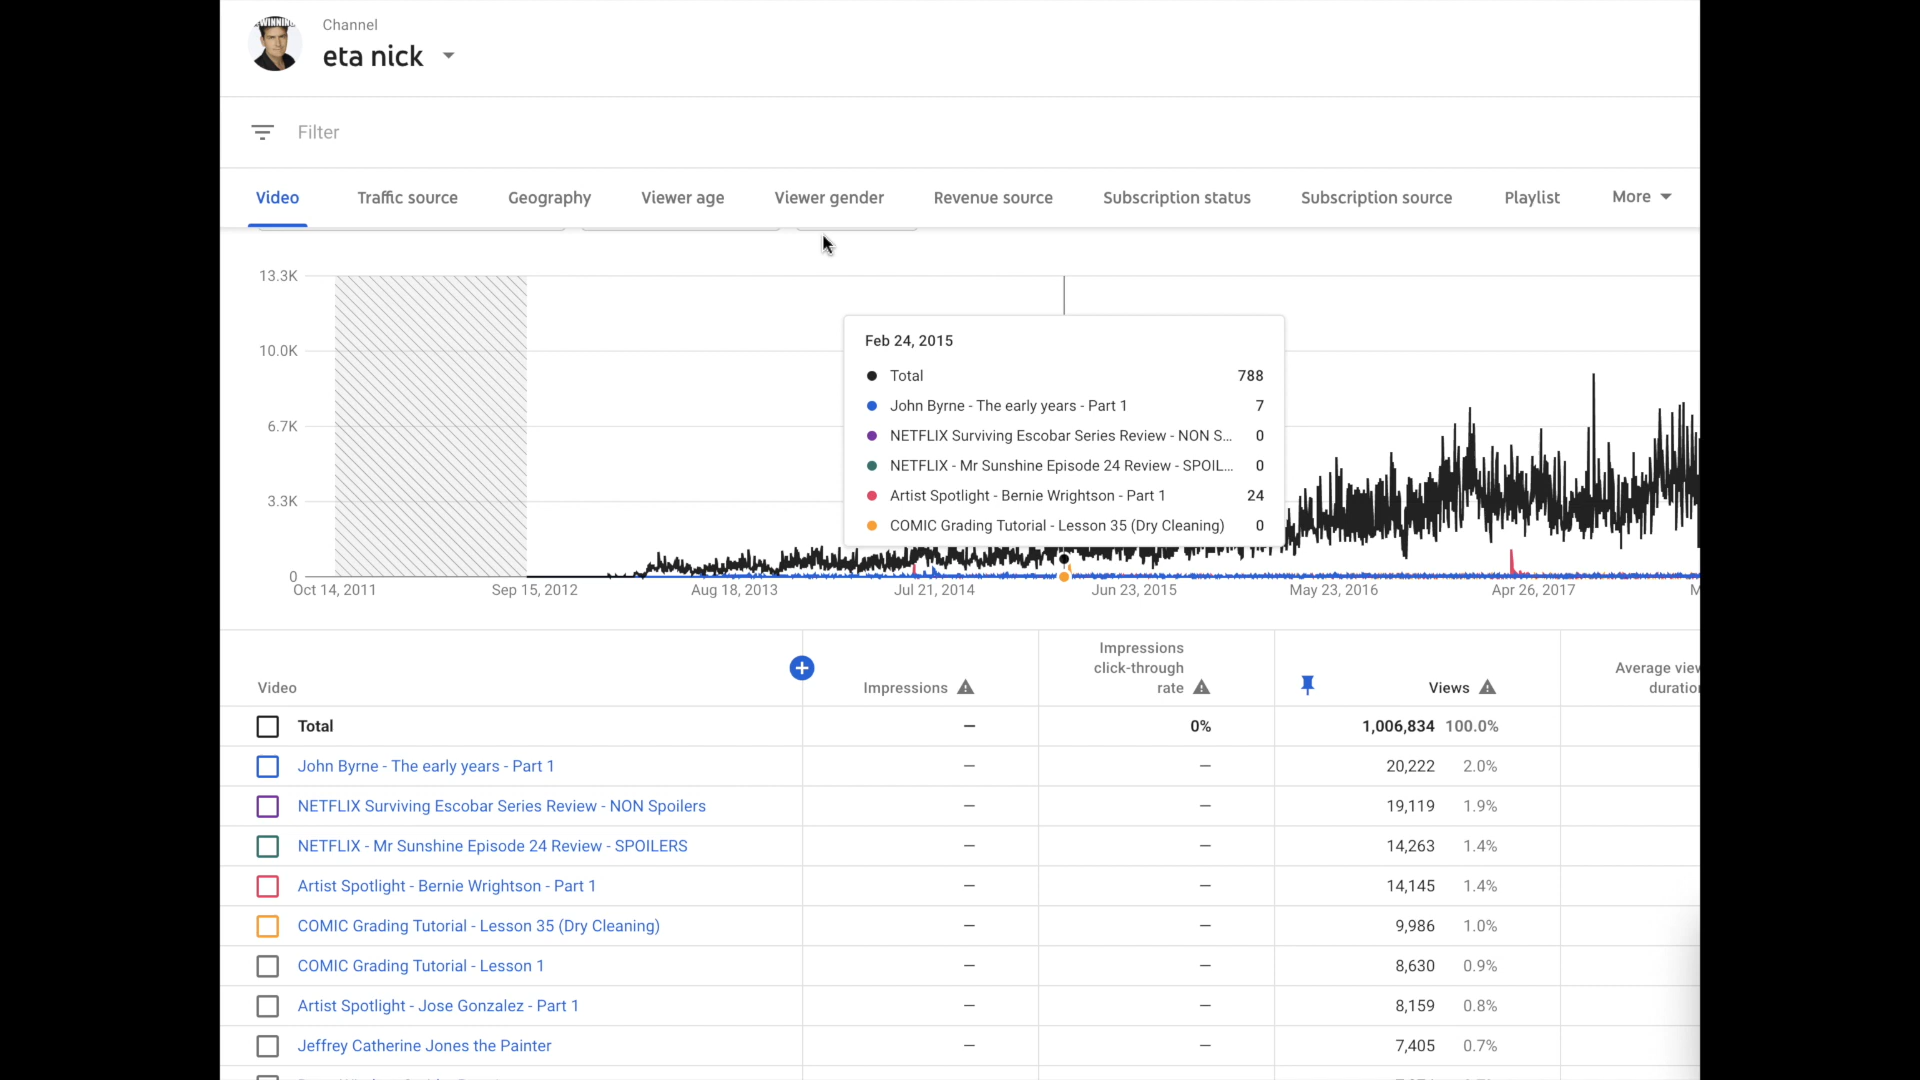 WINNING
Channel
eta nick
Filter
Video Traffic source Geography Viewer age Viewer gender Revenue source Subscription status Subscription source Playlist More
13.3K
10.0K
6.7K
3.3K
0
Feb 24, 2015
Total 788
John Byrne - The early years - Part 1 7
NETFLIX Surviving Escobar Series Review - NON S... 0
NETFLIX - Mr Sunshine Episode 24 Review - SPOIL... 0
Artist Spotlight - Bernie Wrightson - Part 1 24
COMIC Grading Tutorial - Lesson 35 (Dry Cleaning) 0
Oct 14, 2011 Sep 15, 2012 Aug 18, 2013 Jul 21, 2014 Jun 23, 2015 May 23, 2016 Apr 26, 2017
Video
Impressions
Impressions
click-through
rate
Views
Average view
duration
Total — 0% 1,006,834 100.0%
John Byrne - The early years - Part 1 — — 20,222 2.0%
NETFLIX Surviving Escobar Series Review - NON Spoilers — — 19,119 1.9%
NETFLIX - Mr Sunshine Episode 24 Review - SPOILERS — — 14,263 1.4%
Artist Spotlight - Bernie Wrightson - Part 1 — — 14,145 1.4%
COMIC Grading Tutorial - Lesson 35 (Dry Cleaning) — — 9,986 1.0%
COMIC Grading Tutorial - Lesson 1 — — 8,630 0.9%
Artist Spotlight - Jose Gonzalez - Part 1 — — 8,159 0.8%
Jeffrey Catherine Jones the Painter — — 7,405 0.7%